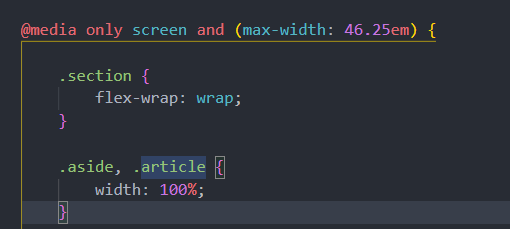 @media only screen and (max-width: 46.25em) {
.section {
flex-wrap: wrap;
}
.aside, .article {
width: 100%;
}